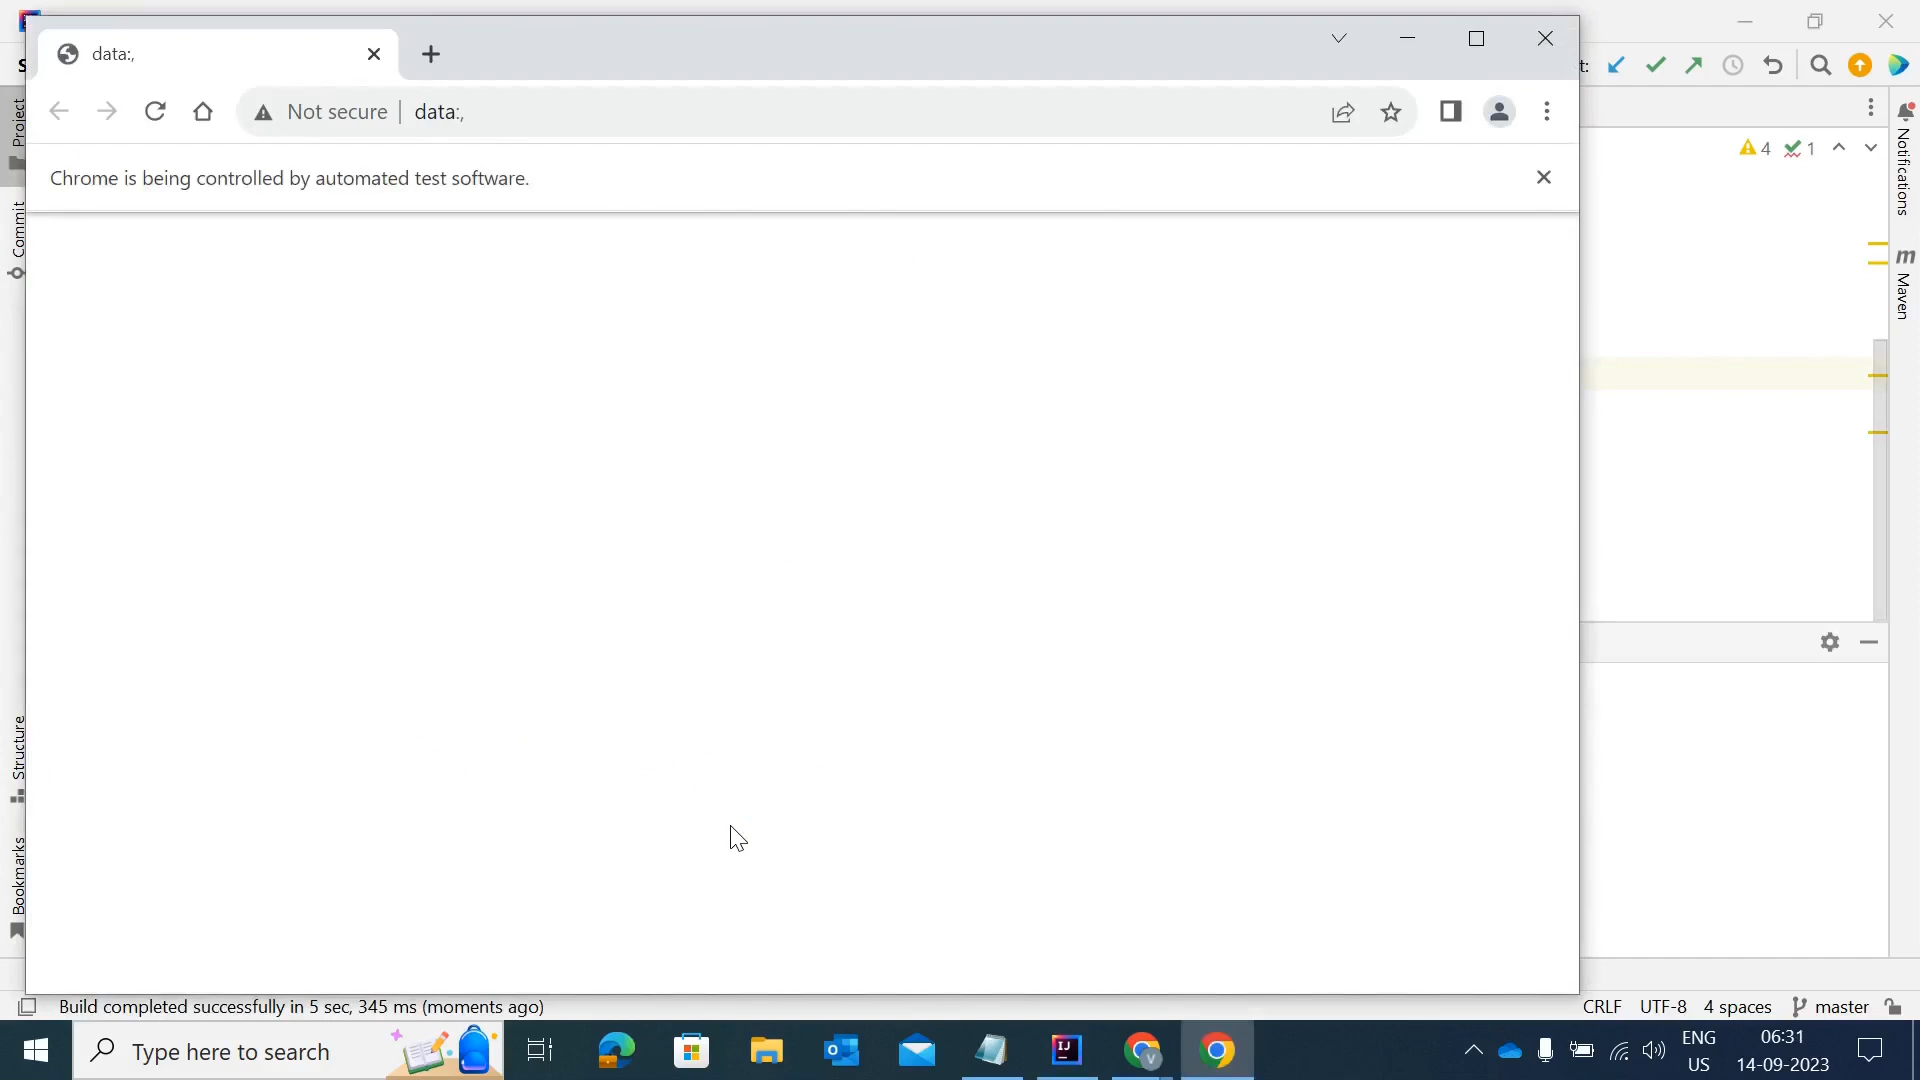 data:,
t:
S
Not secure
data:,
Chrome is being controlled by automated test software.
4
1
Project
Commit
Structure
Bookmarks
Notifications
m
Maven
Build completed successfully in 5 sec, 345 ms (moments ago)
CRLF
UTF-8
4 spaces
master
Type here to search
IJ
V
ENG
US
06:31
14-09-2023